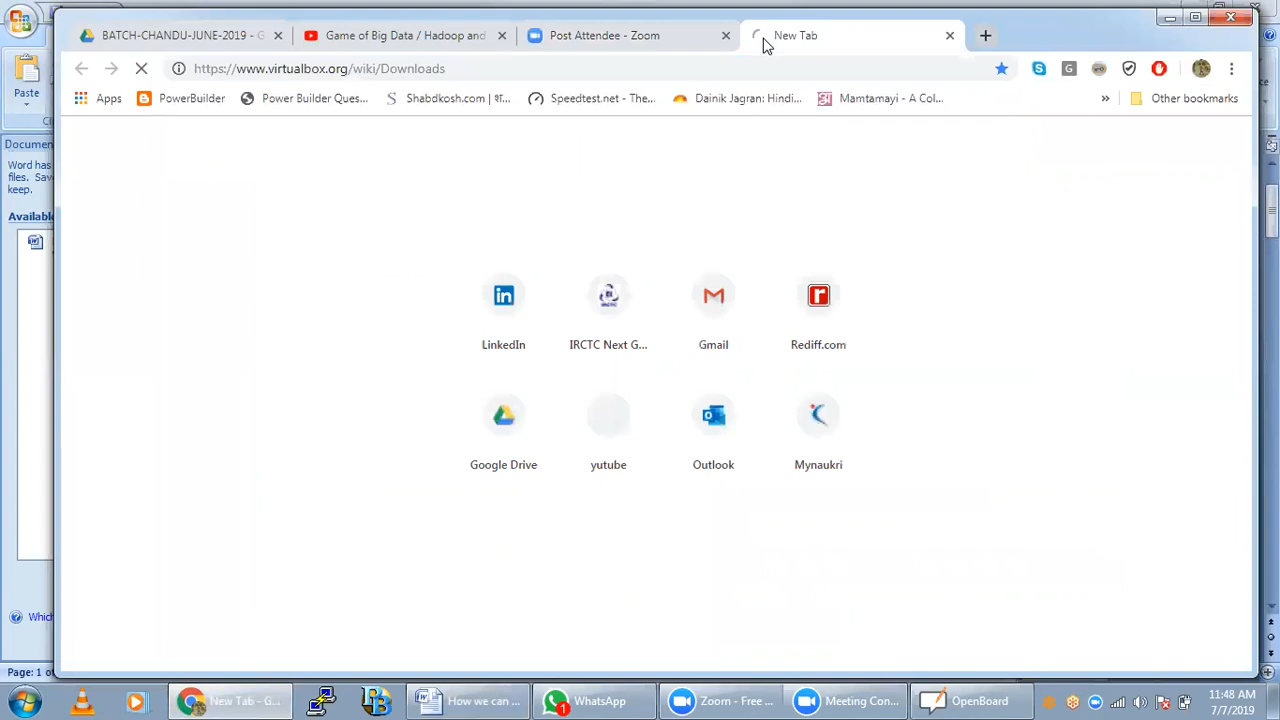 BATCH-CHANDU-JUNE-2019 - G
Game of Big Data / Hadoop and
Post Attendee - Zoom
New Tab
https://www.virtualbox.org/wiki/Downloads
Paste
Apps
PowerBuilder
Power Builder Ques...
Shabdkosh.com |
Speedtest.net - The...
Dainik Jagran: Hindi...
Mamtamayi - A Col...
»
Other bookmarks
Docume
Word has
files. Sav
keep.
Availab
LinkedIn
IRCTC Next G...
Gmail
Rediff.com
Google Drive
yutube
Outlook
Mynaukri
Which
Page: 1 o
New Tab - G...
How we can ...
1
WhatsApp
Zoom - Free ...
Meeting Con...
OpenBoard
11:48 AM
7/7/2019